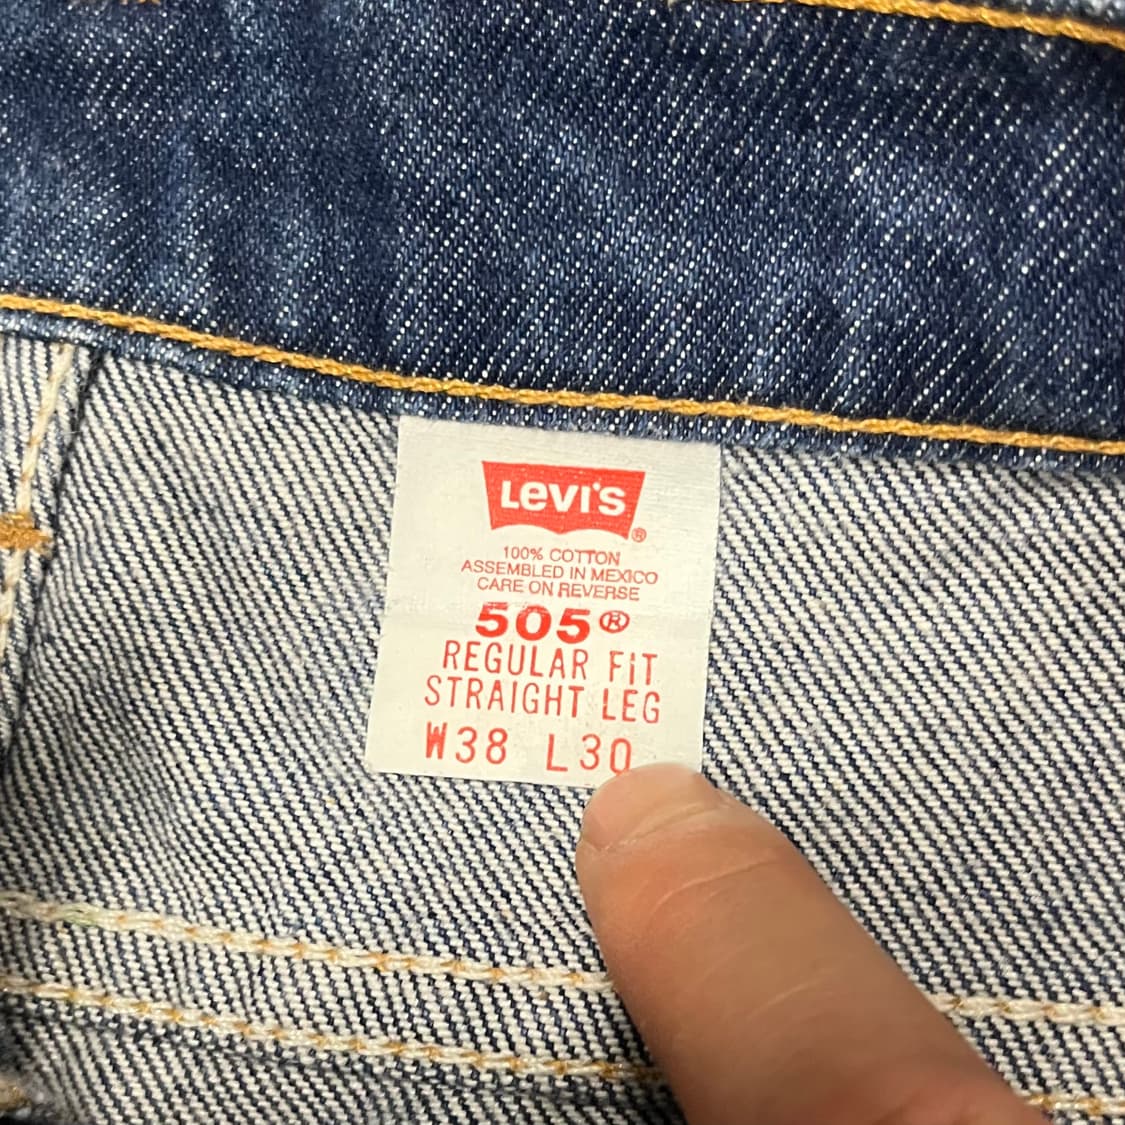 LEVI'S
®
100% COTTON
ASSEMBLED IN MEXICO
CARE ON REVERSE
505®
REGULAR FiT
STRAIGHT LEG
W38 L30